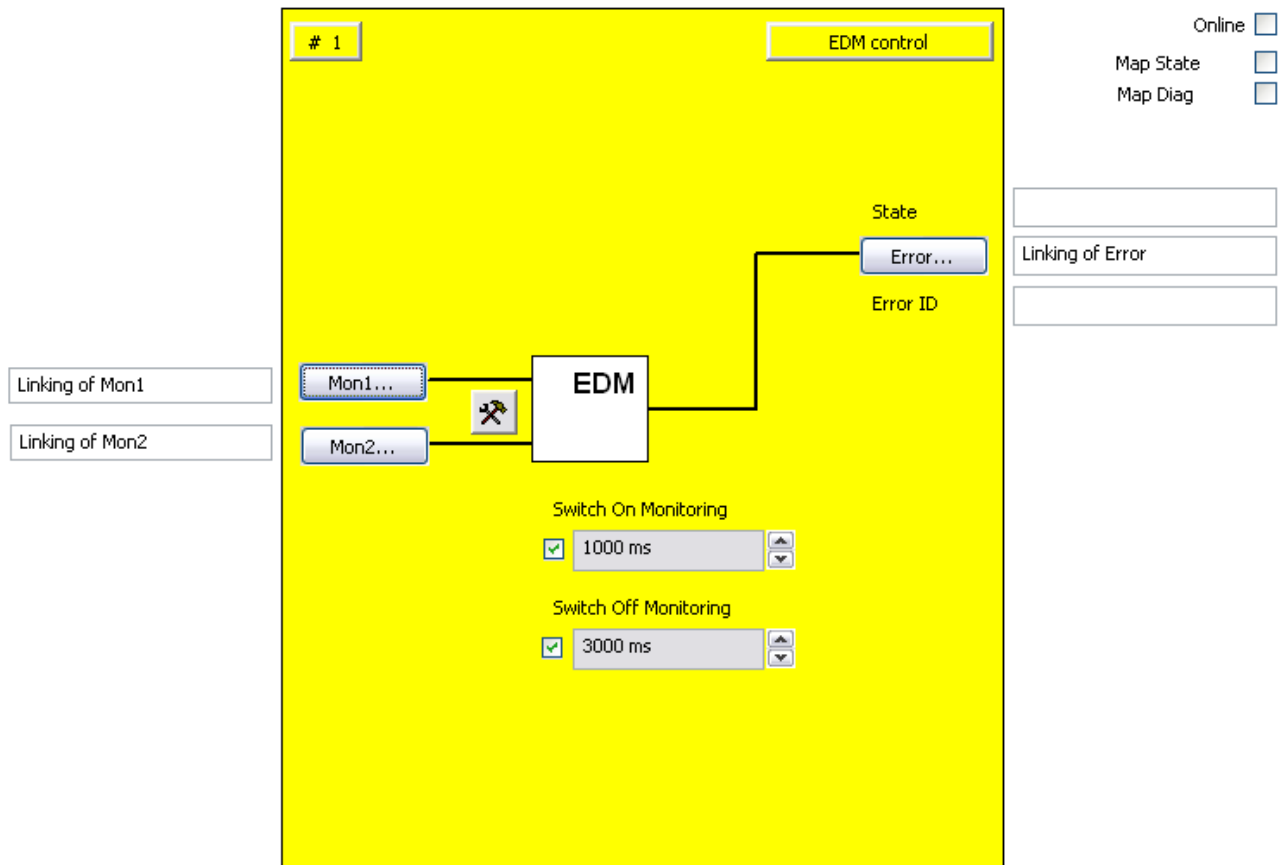 # 1
EDM control
Online
Map State
Map Diag
State
Error...
Linking of Error
Error ID
Linking of Mon1
Mon1...
EDM
Linking of Mon2
Mon2...
Switch On Monitoring
1000 ms
Switch Off Monitoring
3000 ms